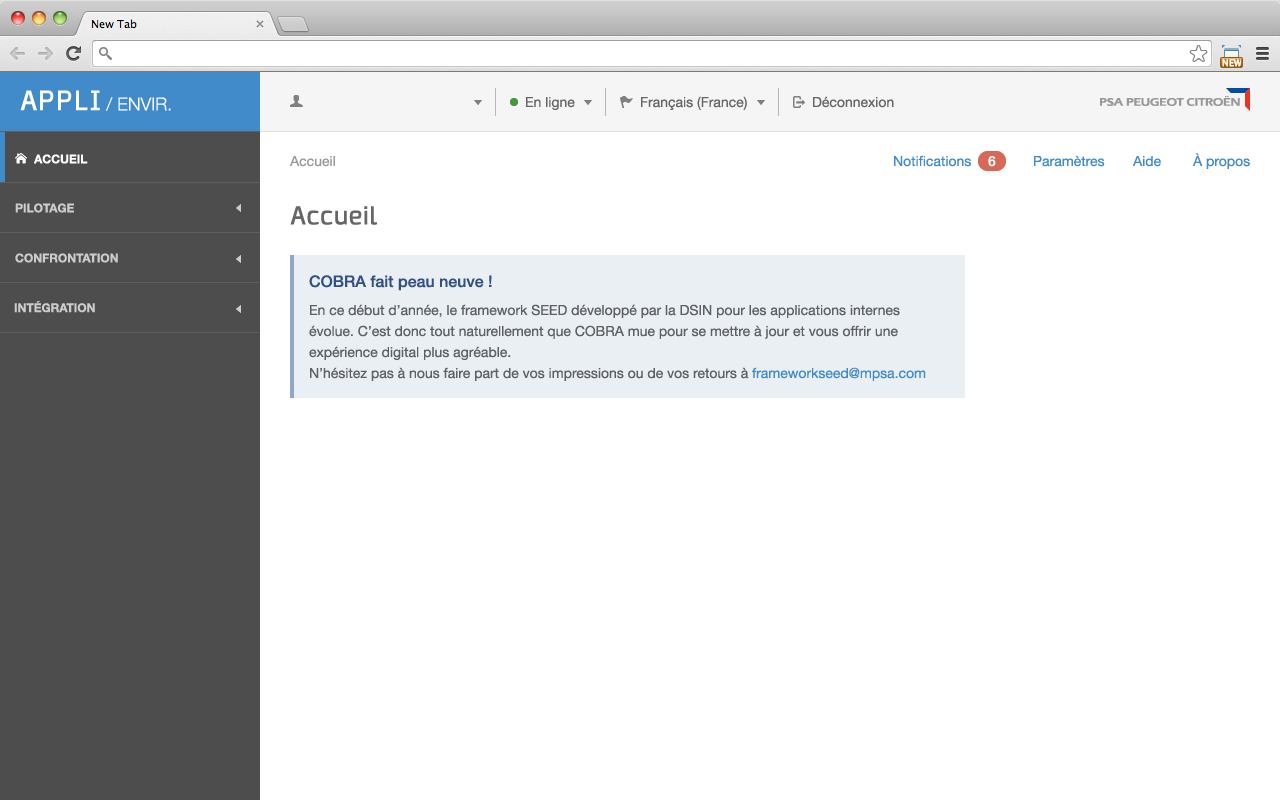 New Tab
NEW
APPLI / ENVIR.
En ligne
Français (France)
Déconnexion
PSA PEUGEOT CITROËN
ACCUEIL
PILOTAGE
CONFRONTATION
INTÉGRATION
Accueil
Notifications 6
Paramètres
Aide
À propos
Accueil
COBRA fait peau neuve !
En ce début d’année, le framework SEED développé par la DSIN pour les applications internes
évolue. C’est donc tout naturellement que COBRA mue pour se mettre à jour et vous offrir une
expérience digital plus agréable.
N’hésitez pas à nous faire part de vos impressions ou de vos retours à frameworkseed@mpsa.com